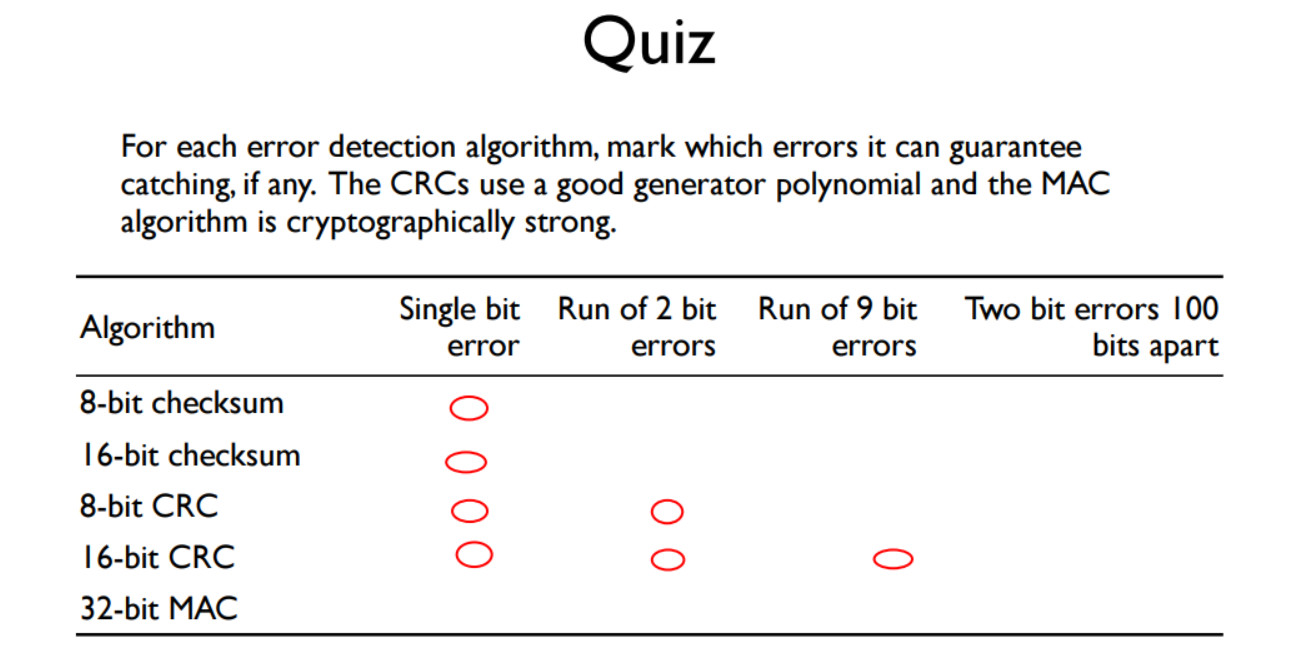 Quiz
For each error detection algorithm, mark which errors it can guarantee
catching, if any. The CRCs use a good generator polynomial and the MAC
algorithm is cryptographically strong.
Algorithm Single bit error Run of 2 bit errors Run of 9 bit errors Two bit errors 100 bits apart
8-bit checksum
16-bit checksum
8-bit CRC
16-bit CRC
32-bit MAC